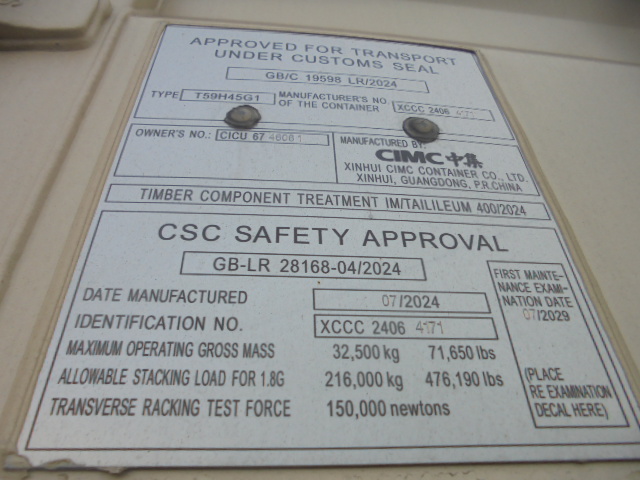 APPROVED FOR TRANSPORT
UNDER CUSTOMS SEAL
GB/C 19598 LR/2024
TYPE T59H45G1 MANUFACTURER'S NO. OF THE CONTAINER XCCC 2406 4171
OWNER'S NO.: CICU 67
MANUFACTURED BY:
CIMC 中集
XINHUI CIMC CONTAINER CO., LTD.
XINHUI, GUANGDONG, P.R.CHINA
TIMBER COMPONENT TREATMENT IM/TAILILEUM 400/2024
CSC SAFETY APPROVAL
GB-LR 28168-04/2024
DATE MANUFACTURED 07/2024
IDENTIFICATION NO. XCCC 2406 4171
MAXIMUM OPERATING GROSS MASS 32,500 kg 71,650 lbs
ALLOWABLE STACKING LOAD FOR 1.8G 216,000 kg 476,190 lbs
TRANSVERSE RACKING TEST FORCE 150,000 newtons
FIRST MAINTE-
NANCE EXAMI-
NATION DATE
07/2029
(PLACE
RE EXAMINATION
DECAL HERE)